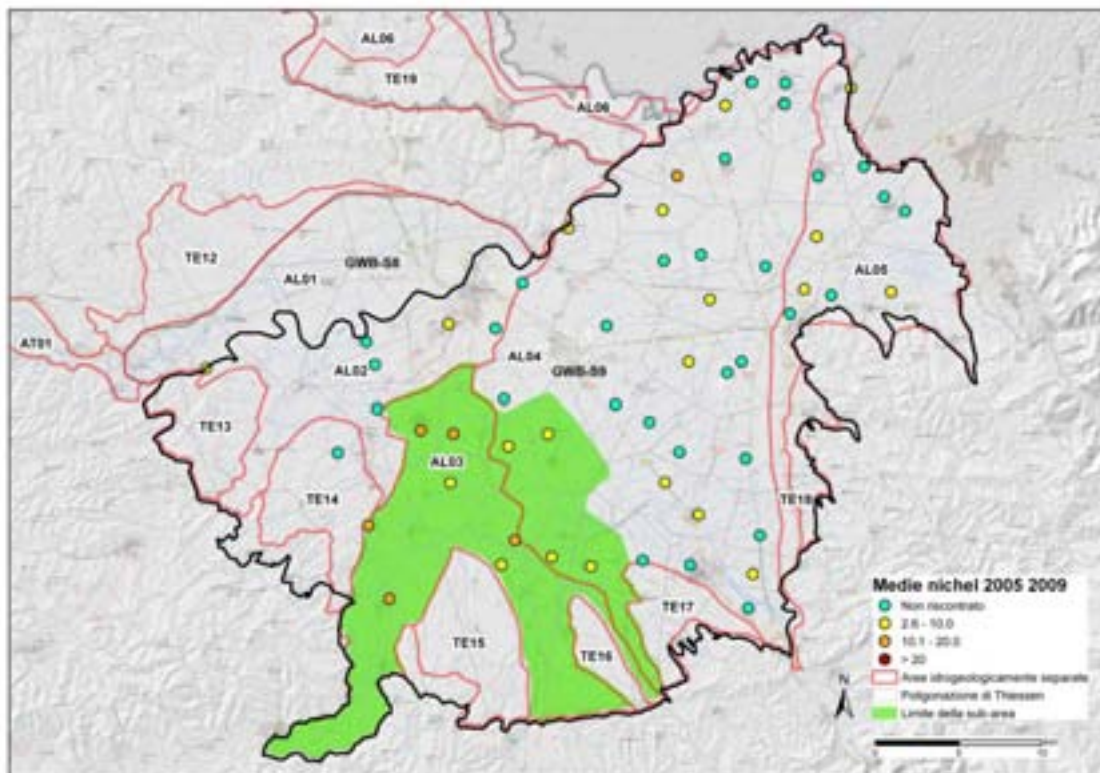 AL06
TE19
AL06
TE12
AL01
GWB-S8
AT01
AL02
AL04
GWB-S9
AL05
TE13
AL03
TE14
TE18
TE15
TE16
TE17
Medie nichel 2005 2009
Non riscontrato
2.6 - 10.0
10.1 - 20.0
> 20
Aree idrogeologicamente separate
Poligonazione di Thiessen
Limite della sub-area
N